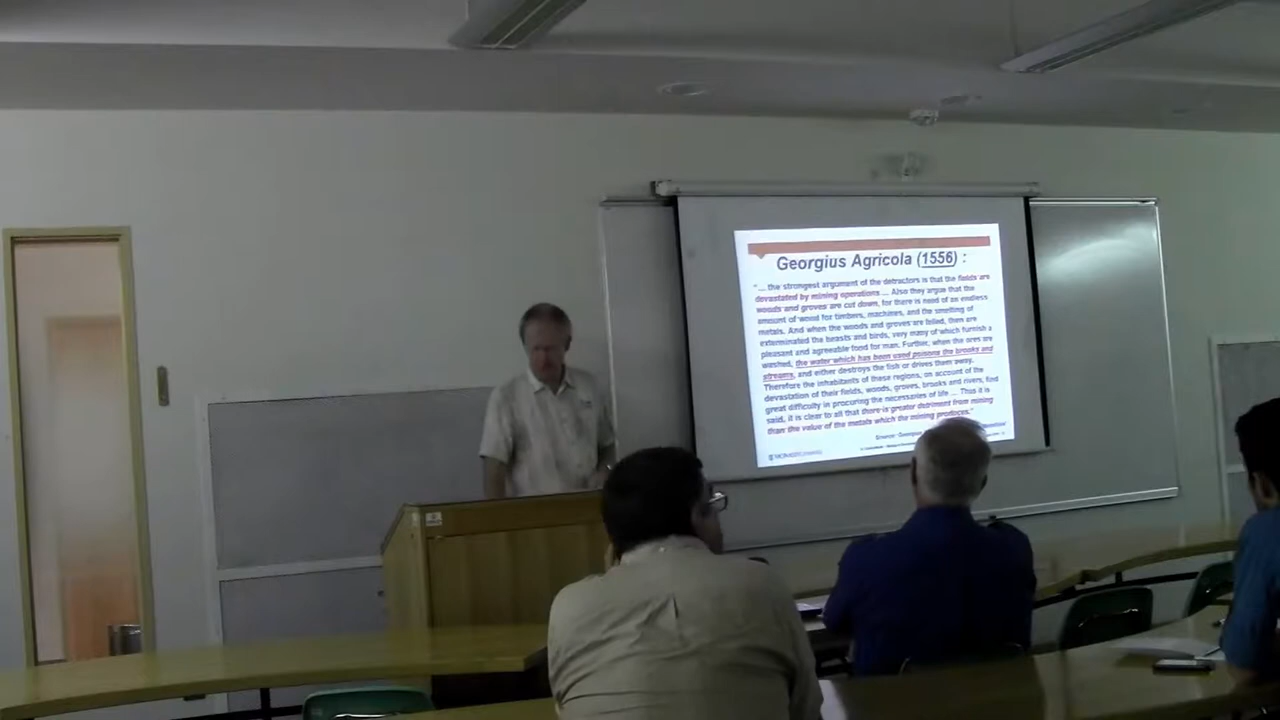 Georgius Agricola (1556) :
"... the strongest argument of the detractors is that the fields are
devastated by mining operations ... Also they argue that the
woods and groves are cut down, for there is need of an endless
amount of wood for timbers, machines, and the smelting of
metals. And when the woods and groves are felled, then are
exterminated the beasts and birds, very many of which furnish a
pleasant and agreeable food for man. Further, when the ores are
washed, the water which has been used poisons the brooks and
streams, and either destroys the fish or drives them away.
Therefore the inhabitants of these regions, on account of the
devastation of their fields, woods, groves, brooks and rivers, find
great difficulty in procuring the necessaries of life ... Thus it is
said, it is clear to all that there is greater detriment from mining
than the value of the metals which the mining produces."
Source: Georgius